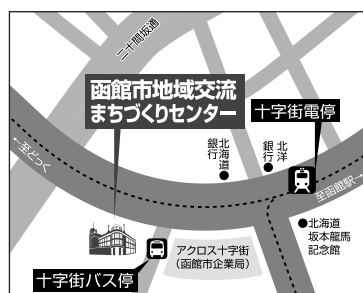 二十間坂通
函館市地域交流
まちづくりセンター
十字街電停
←至どつく
北海道
銀行
北洋
銀行
至函館駅→
北海道
坂本龍馬
記念館
アクロス十字街
(函館市企業局)
十字街バス停